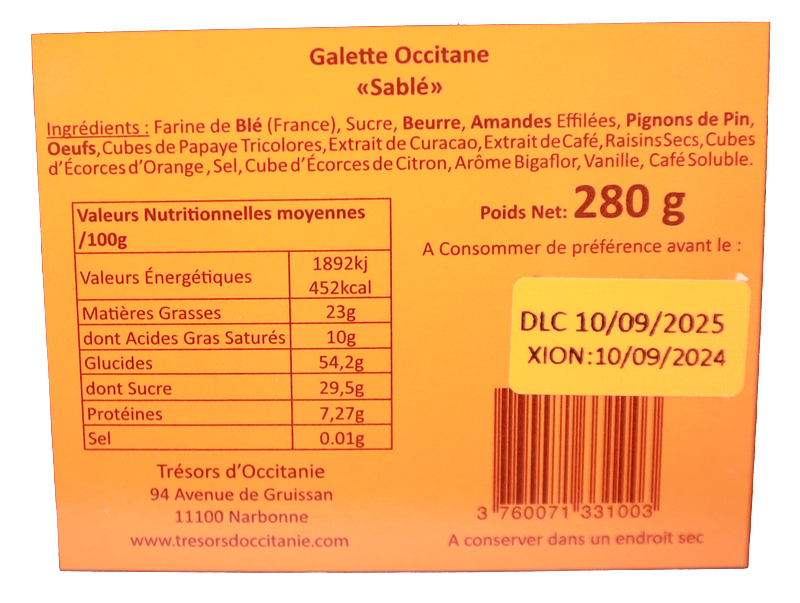 Galette Occitane
«Sablé»
Ingrédients : Farine de Blé (France), Sucre, Beurre, Amandes Effilées, Pignons de Pin,
Oeufs, Cubes de Papaye Tricolores, Extrait de Curacao, Extrait de Café, Raisins Secs, Cubes
d'Écorces d'Orange , Sel, Cube d'Écorces de Citron, Arôme Bigaflor, Vanille, Café Soluble.
Valeurs Nutritionnelles moyennes
/100g
Valeurs Énergétiques 1892kj
452kcal
Matières Grasses 23g
dont Acides Gras Saturés 10g
Glucides 54,2g
dont Sucre 29,5g
Protéines 7,27g
Sel 0.01g
Poids Net: 280 g
A Consommer de préférence avant le :
DLC 10/09/2025
XION:10/09/2024
3 760071 331003
A conserver dans un endroit sec
Trésors d'Occitanie
94 Avenue de Gruissan
11100 Narbonne
www.tresorsdoccitanie.com